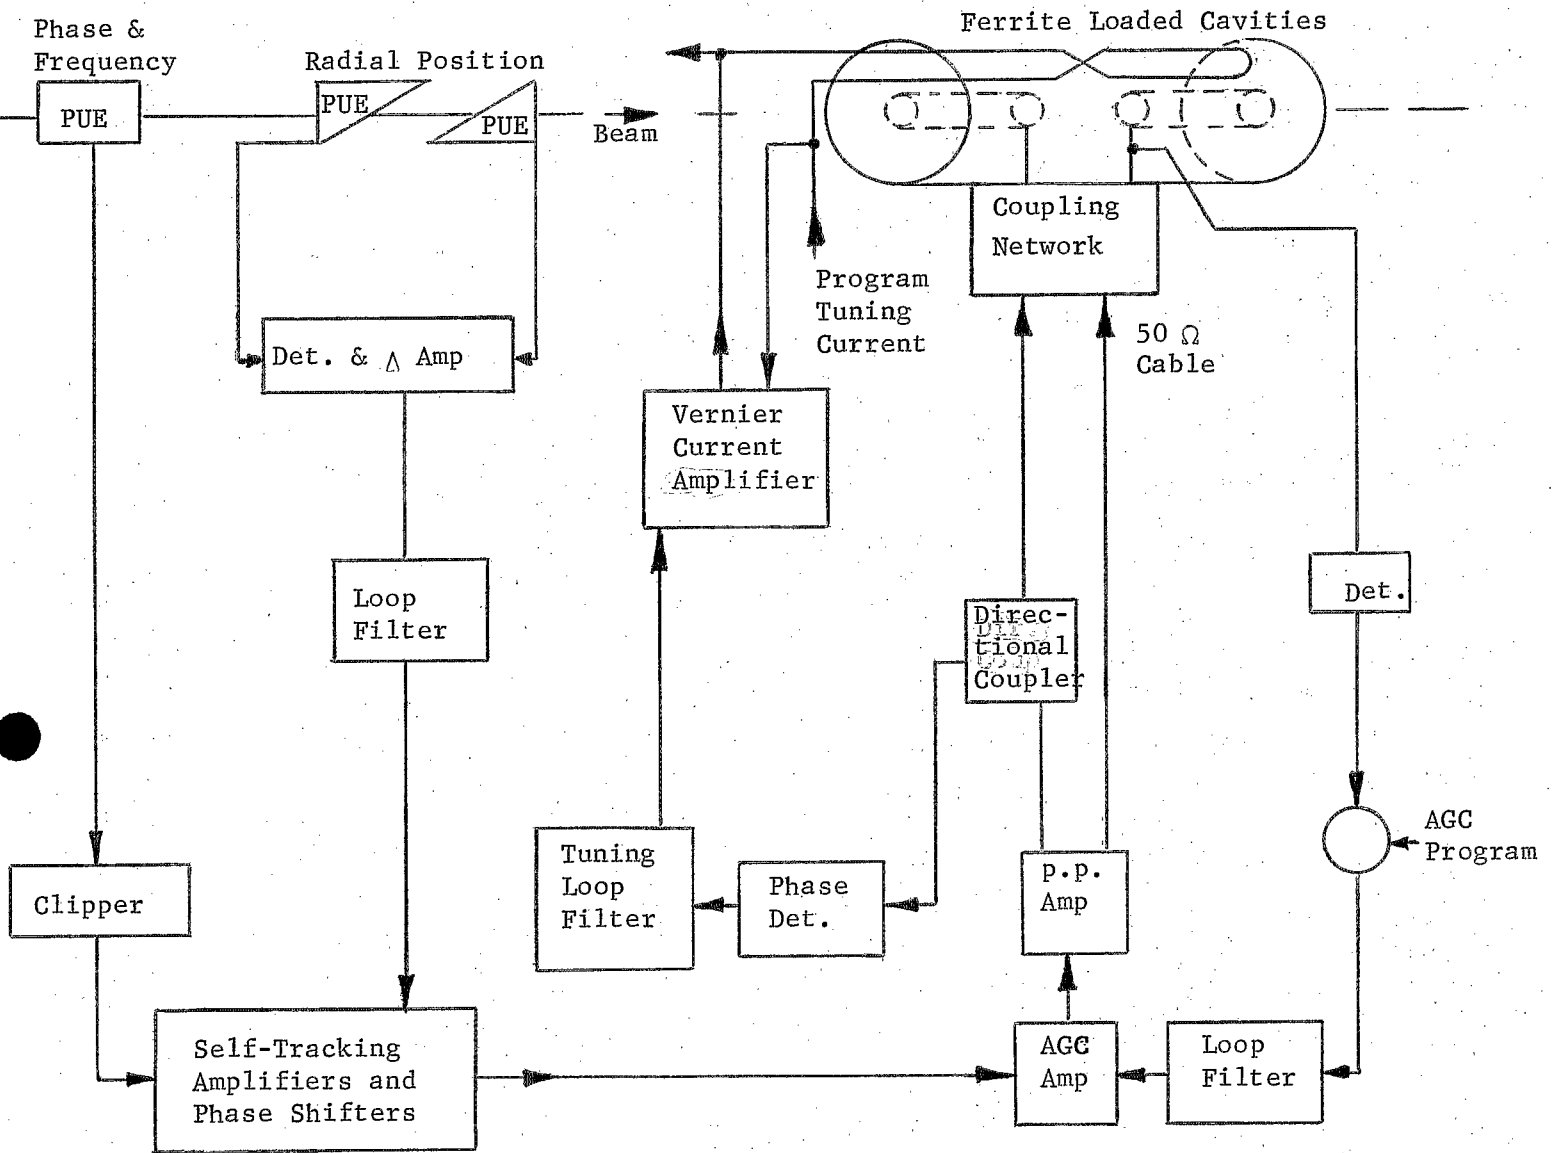 Phase &
Frequency
PUE
Radial Position
PUE
PUE
Beam
Ferrite Loaded Cavities
Coupling
Network
Program
Tuning
Current
50 Ω
Cable
Det. & Δ Amp
Vernier
Current
Amplifier
Loop
Filter
Direc-
tional
Coupler
Det.
AGC
Program
Tuning
Loop
Filter
Phase
Det.
p.p.
Amp
Clipper
Self-Tracking
Amplifiers and
Phase Shifters
AGC
Amp
Loop
Filter